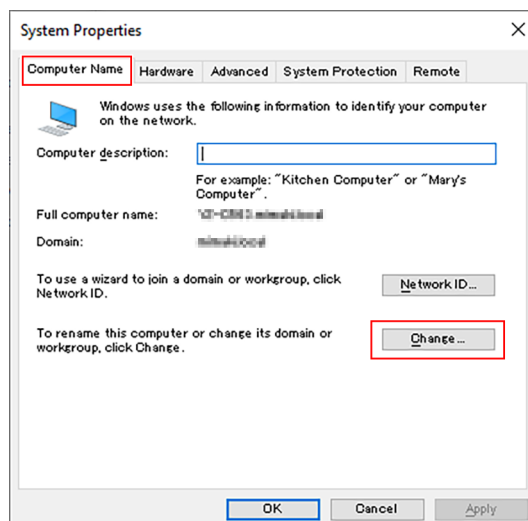 System Properties
Computer Name
Hardware
Advanced
System Protection
Remote
Windows uses the following information to identify your computer
on the network.
Computer description:
For example: "Kitchen Computer" or "Mary's
Computer".
Full computer name:
Domain:
To use a wizard to join a domain or workgroup, click
Network ID.
Network ID...
To rename this computer or change its domain or
workgroup, click Change.
Change...
OK
Cancel
Apply